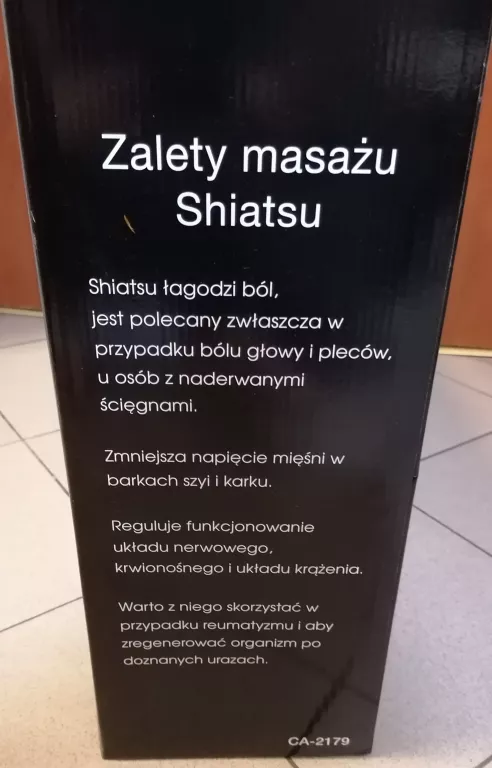 Zalety masażu
Shiatsu
Shiatsu łagodzi ból,
jest polecany zwłaszcza w
przypadku bólu głowy i pleców,
u osób z naderwanymi
ścięgnami.
Zmniejsza napięcie mięśni w
barkach szyi i karku.
Reguluje funkcjonowanie
układu nerwowego,
krwionośnego i układu krążenia.
Warto z niego skorzystać w
przypadku reumatyzmu i aby
zregenerować organizm po
doznanych urazach.
CA-2179